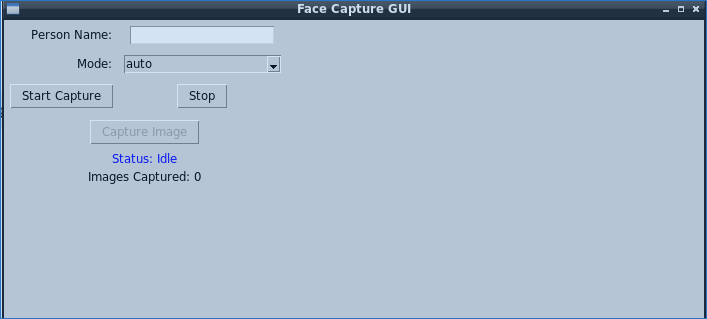 Face Capture GUI
Person Name:
Mode: auto
Start Capture Stop
Capture Image
Status: Idle
Images Captured: 0